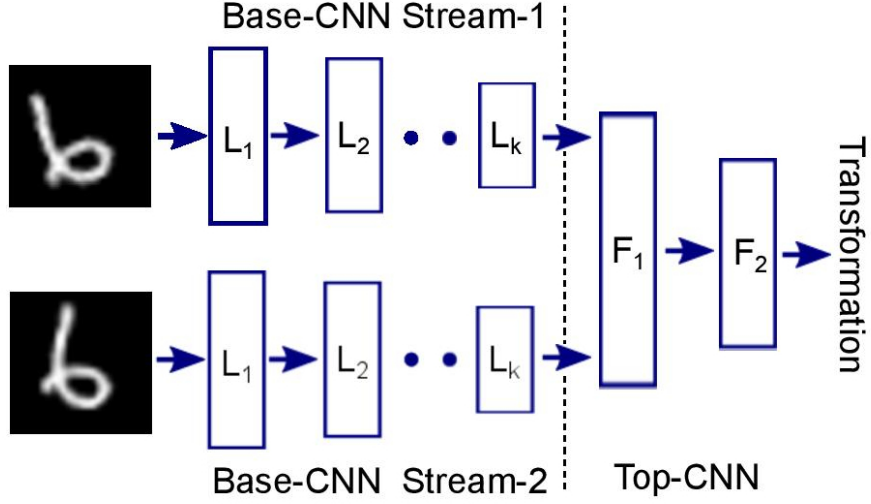 Base-CNN Stream-1
L1
L2
Lk
F1
F2
Transformation
L1
L2
Lk
Base-CNN Stream-2
Top-CNN